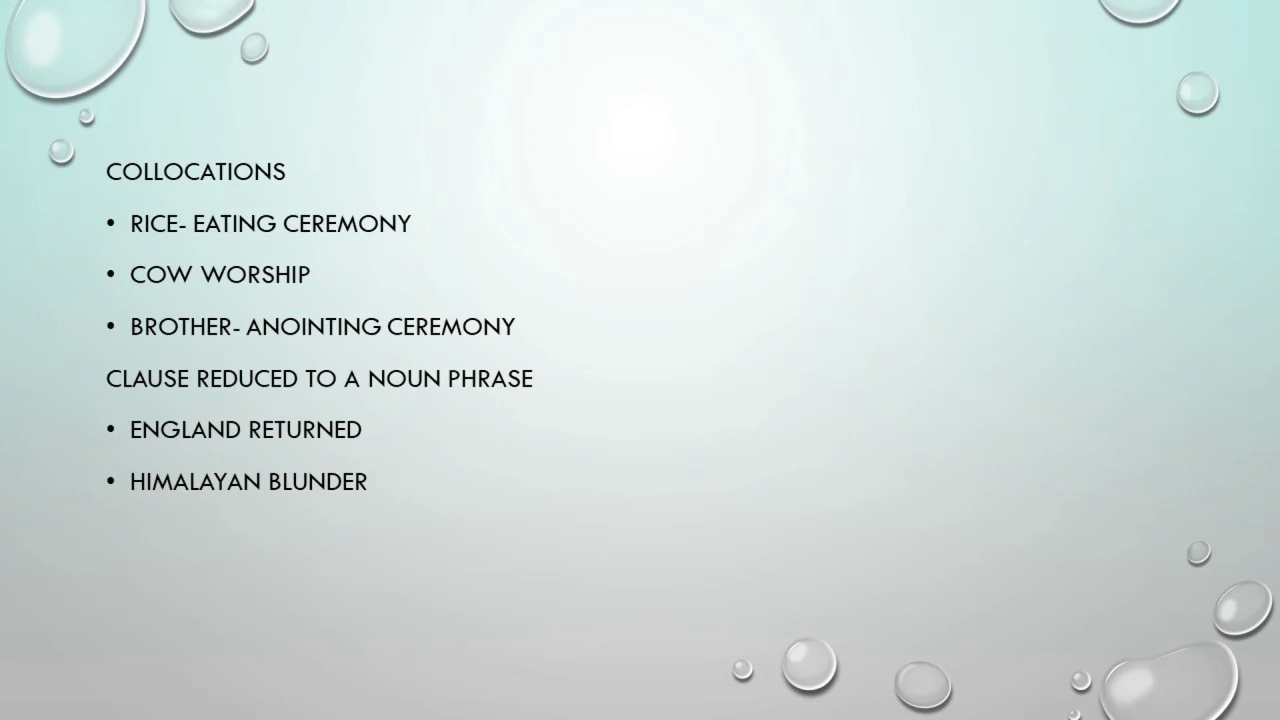 COLLOCATIONS
• RICE- EATING CEREMONY
• COW WORSHIP
• BROTHER- ANOINTING CEREMONY
CLAUSE REDUCED TO A NOUN PHRASE
• ENGLAND RETURNED
• HIMALAYAN BLUNDER